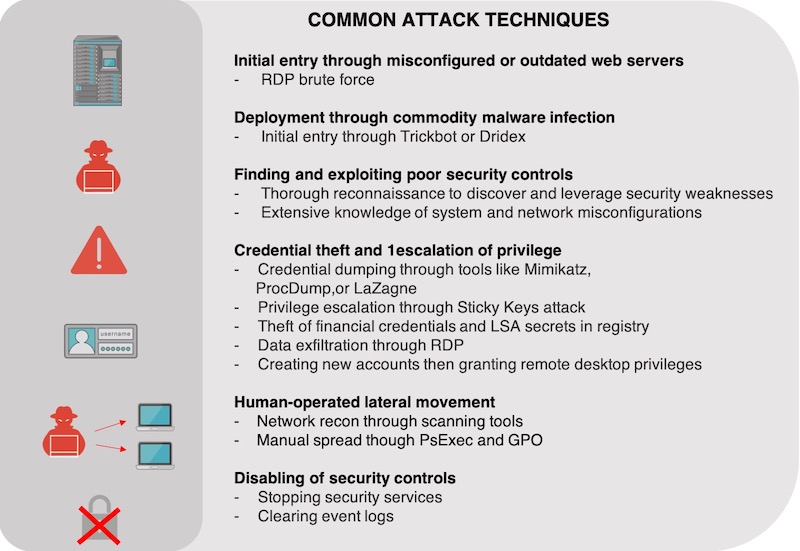 COMMON ATTACK TECHNIQUES
Initial entry through misconfigured or outdated web servers
- RDP brute force
Deployment through commodity malware infection
- Initial entry through Trickbot or Dridex
Finding and exploiting poor security controls
- Thorough reconnaissance to discover and leverage security weaknesses
- Extensive knowledge of system and network misconfigurations
Credential theft and 1escalation of privilege
- Credential dumping through tools like Mimikatz,
ProcDump,or LaZagne
- Privilege escalation through Sticky Keys attack
- Theft of financial credentials and LSA secrets in registry
- Data exfiltration through RDP
- Creating new accounts then granting remote desktop privileges
username
Human-operated lateral movement
- Network recon through scanning tools
- Manual spread though PsExec and GPO
Disabling of security controls
- Stopping security services
- Clearing event logs